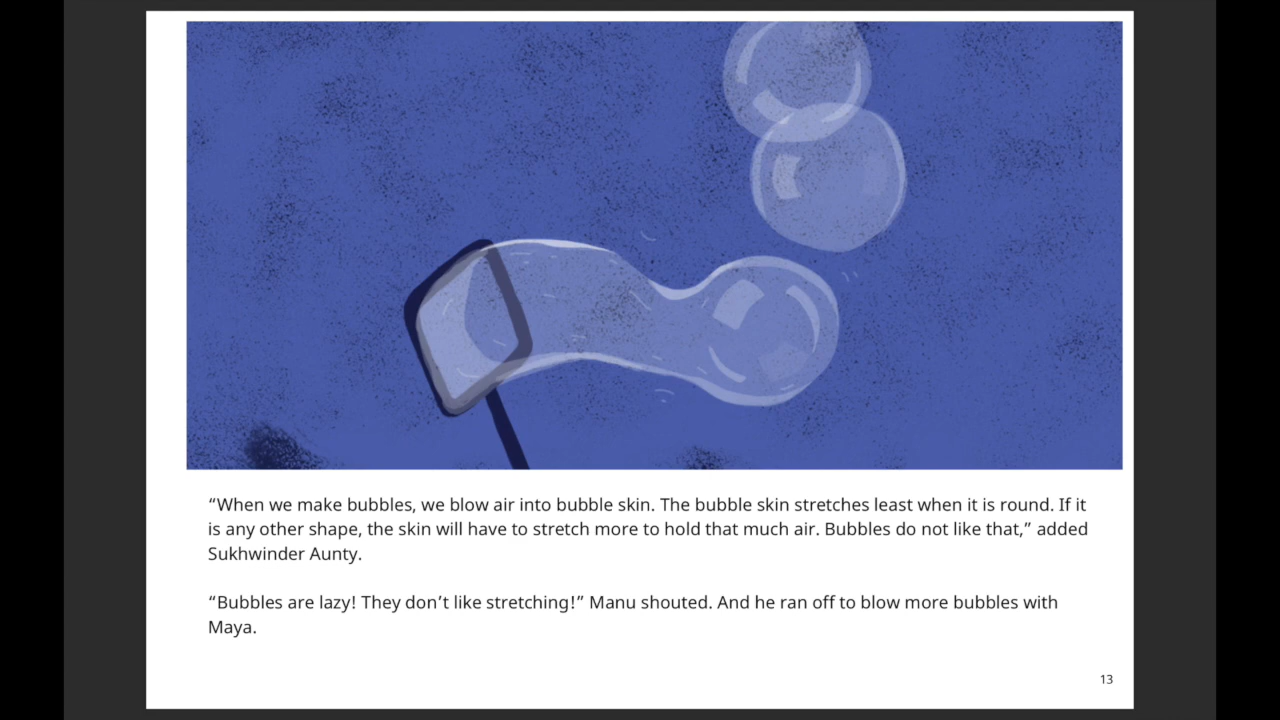 “When we make bubbles, we blow air into bubble skin. The bubble skin stretches least when it is round. If it
is any other shape, the skin will have to stretch more to hold that much air. Bubbles do not like that,” added
Sukhwinder Aunty.
“Bubbles are lazy! They don’t like stretching!” Manu shouted. And he ran off to blow more bubbles with
Maya.
13